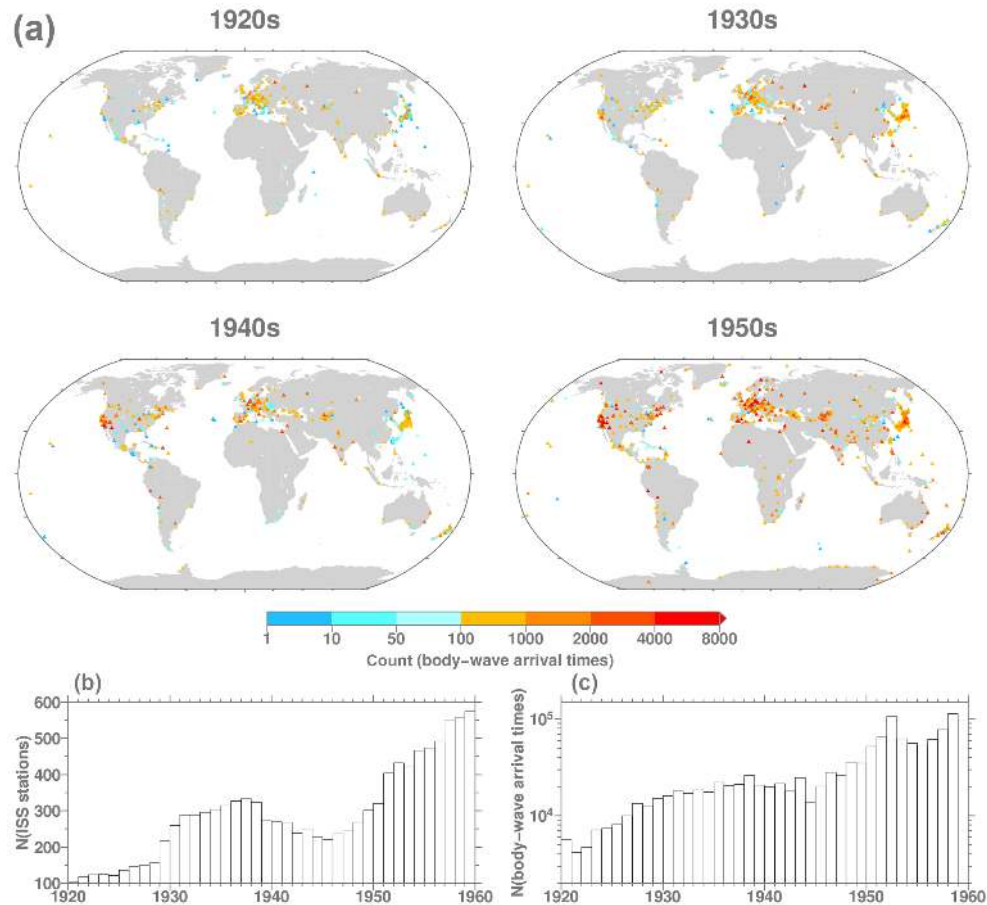 (a)
1920s 1930s
1940s 1950s
1 10 50 100 1000 2000 4000 8000
Count (body-wave arrival times)
(b)
N(ISS stations)
600
500
400
300
200
100
1920 1930 1940 1950 1960
(c)
N(body-wave arrival times)
10⁵
10⁴
1920 1930 1940 1950 1960